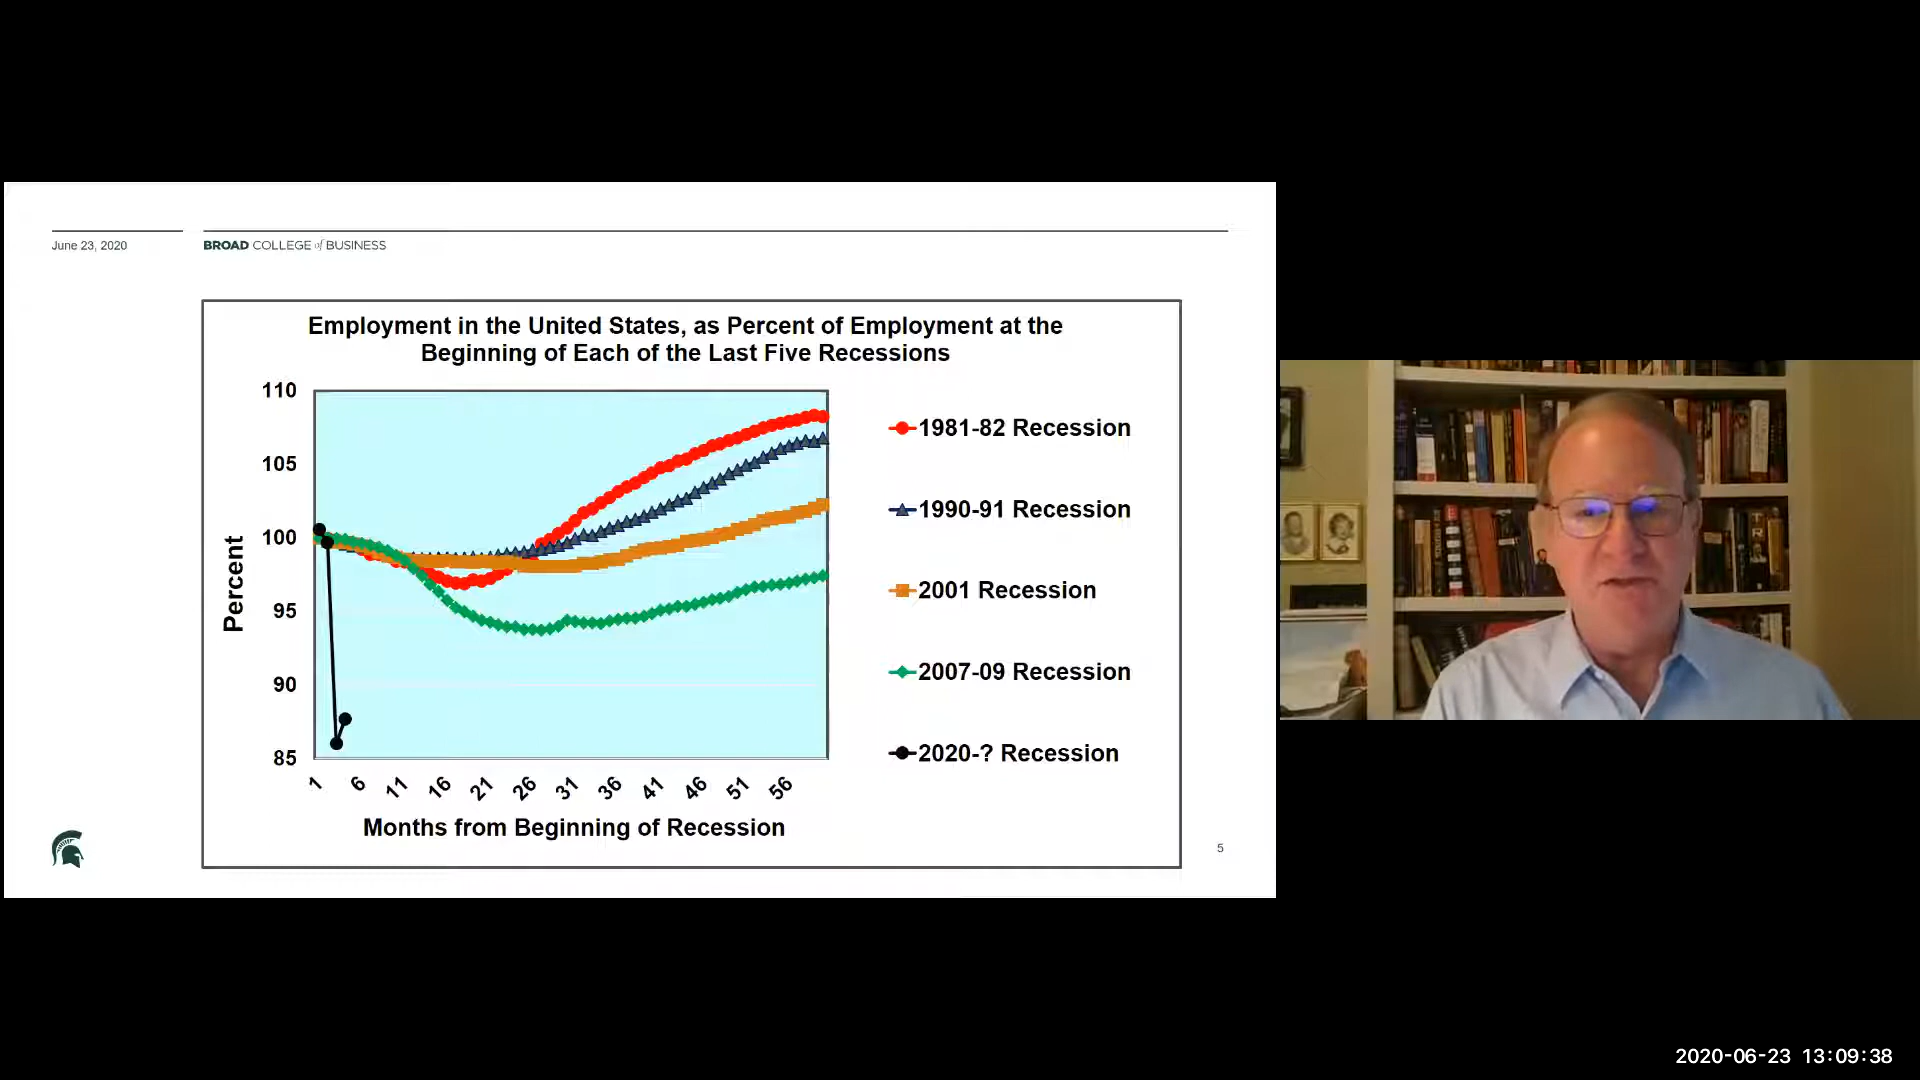 June 23, 2020
BROAD COLLEGE of BUSINESS
Employment in the United States, as Percent of Employment at the
Beginning of Each of the Last Five Recessions
Percent
110
105
100
95
90
85
1 6 11 16 21 26 31 36 41 46 51 56
Months from Beginning of Recession
1981-82 Recession
1990-91 Recession
2001 Recession
2007-09 Recession
2020-? Recession
5
2020-06-23 13:09:38